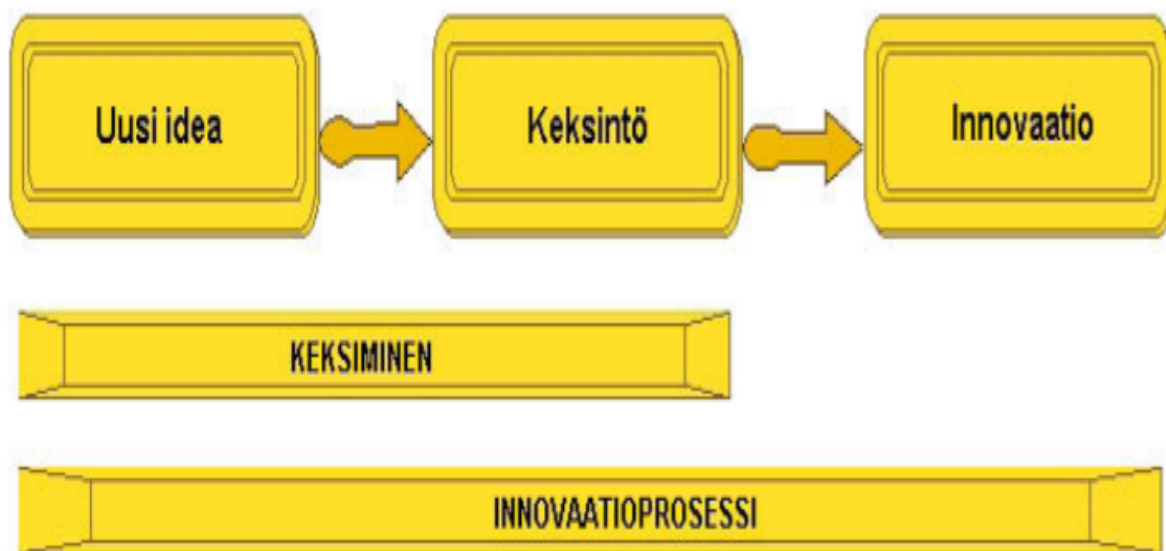 Uusi idea
Keksintö
Innovaatio
KEKSIMINEN
INNOVAATIOPROSESSI